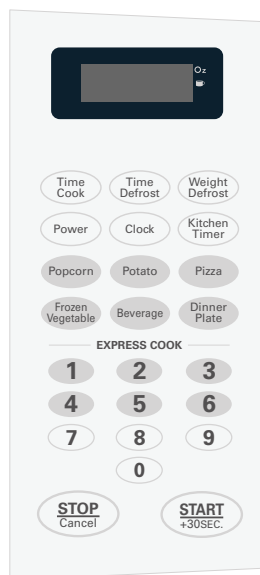 Oz
Time Cook
Time Defrost
Weight Defrost
Power
Clock
Kitchen Timer
Popcorn
Potato
Pizza
Frozen Vegetable
Beverage
Dinner Plate
EXPRESS COOK
1 2 3
4 5 6
7 8 9
0
STOP Cancel
START +30SEC.